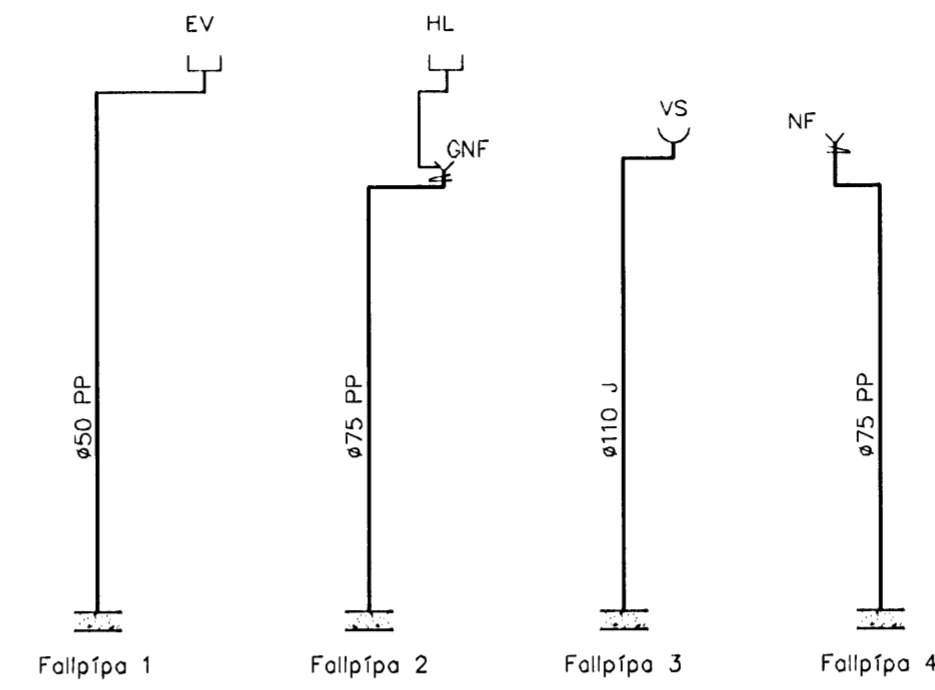 EV
HL
VS
NF
GNF
ø50 PP
ø75 PP
ø110 J
ø75 PP
Fallpípa 1
Fallpípa 2
Fallpípa 3
Fallpípa 4